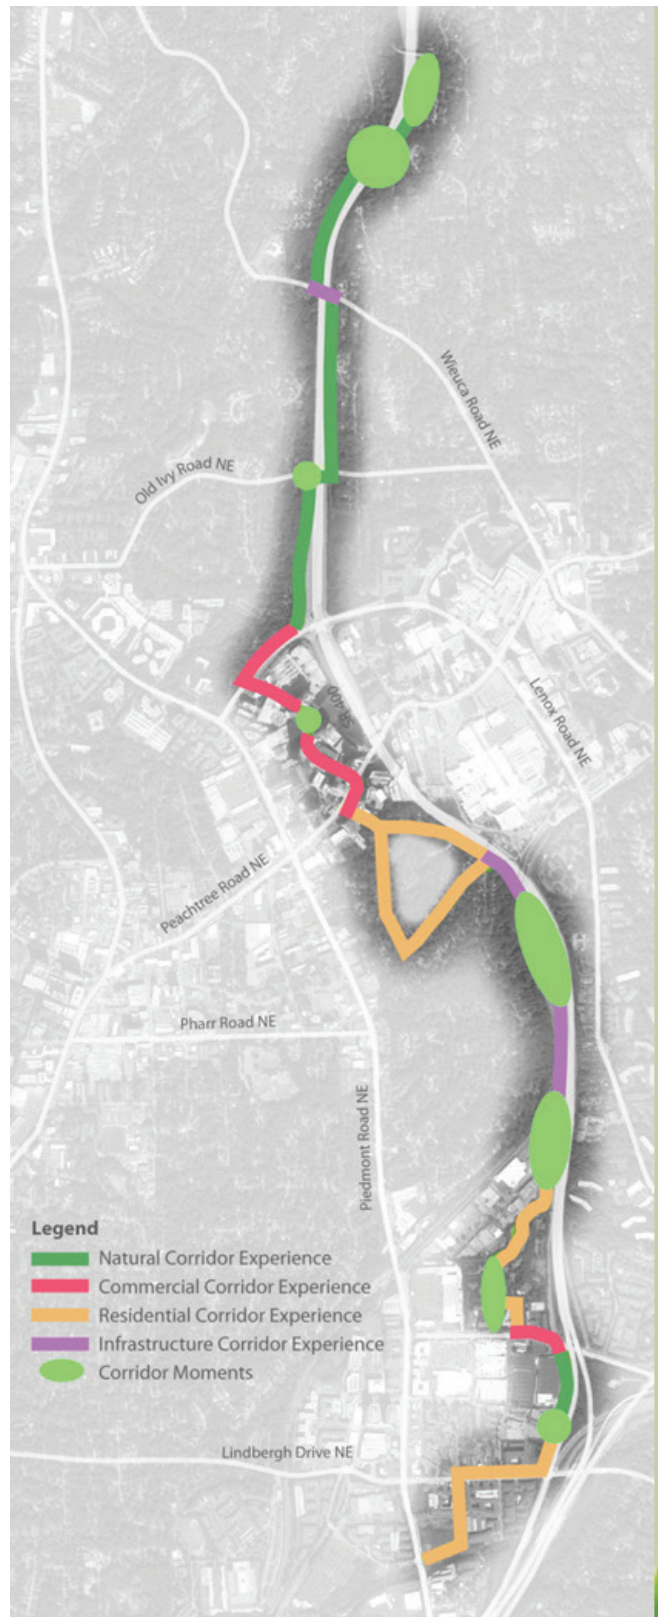 Wieuca Road NE
Old Ivy Road NE
SR 400
Lenox Road NE
Peachtree Road NE
Pharr Road NE
Piedmont Road NE
Legend
Natural Corridor Experience
Commercial Corridor Experience
Residential Corridor Experience
Infrastructure Corridor Experience
Corridor Moments
Lindbergh Drive NE